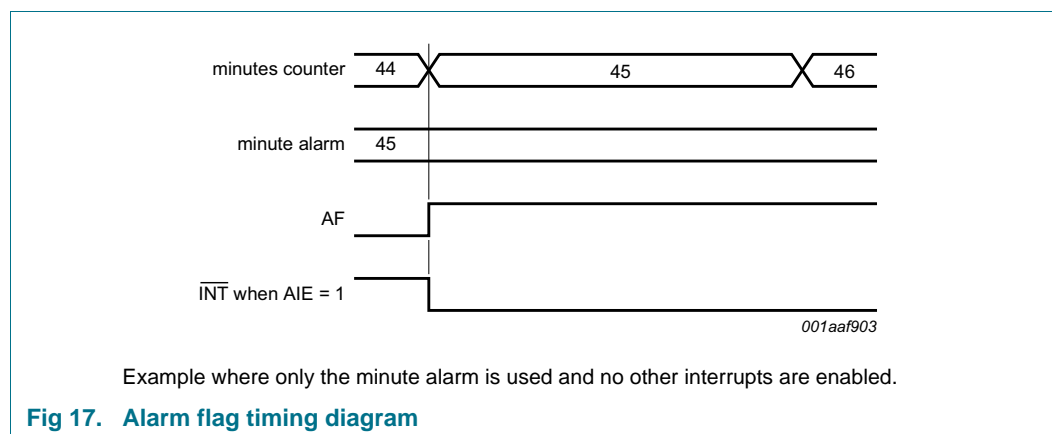 minutes counter 44 45 46
minute alarm 45
AF
INT when AIE = 1
001aaf903
Example where only the minute alarm is used and no other interrupts are enabled.
Fig 17. Alarm flag timing diagram